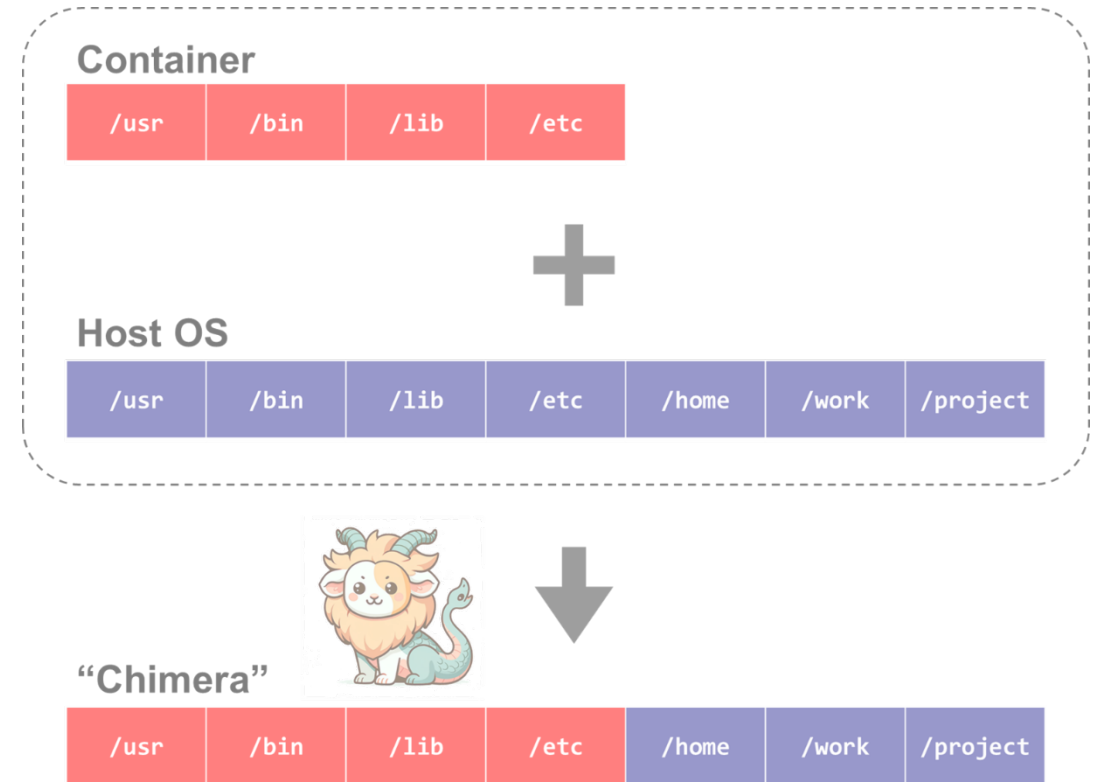 Container
/usr /bin /lib /etc
Host OS
/usr /bin /lib /etc /home /work /project
“Chimera”
/usr /bin /lib /etc /home /work /project